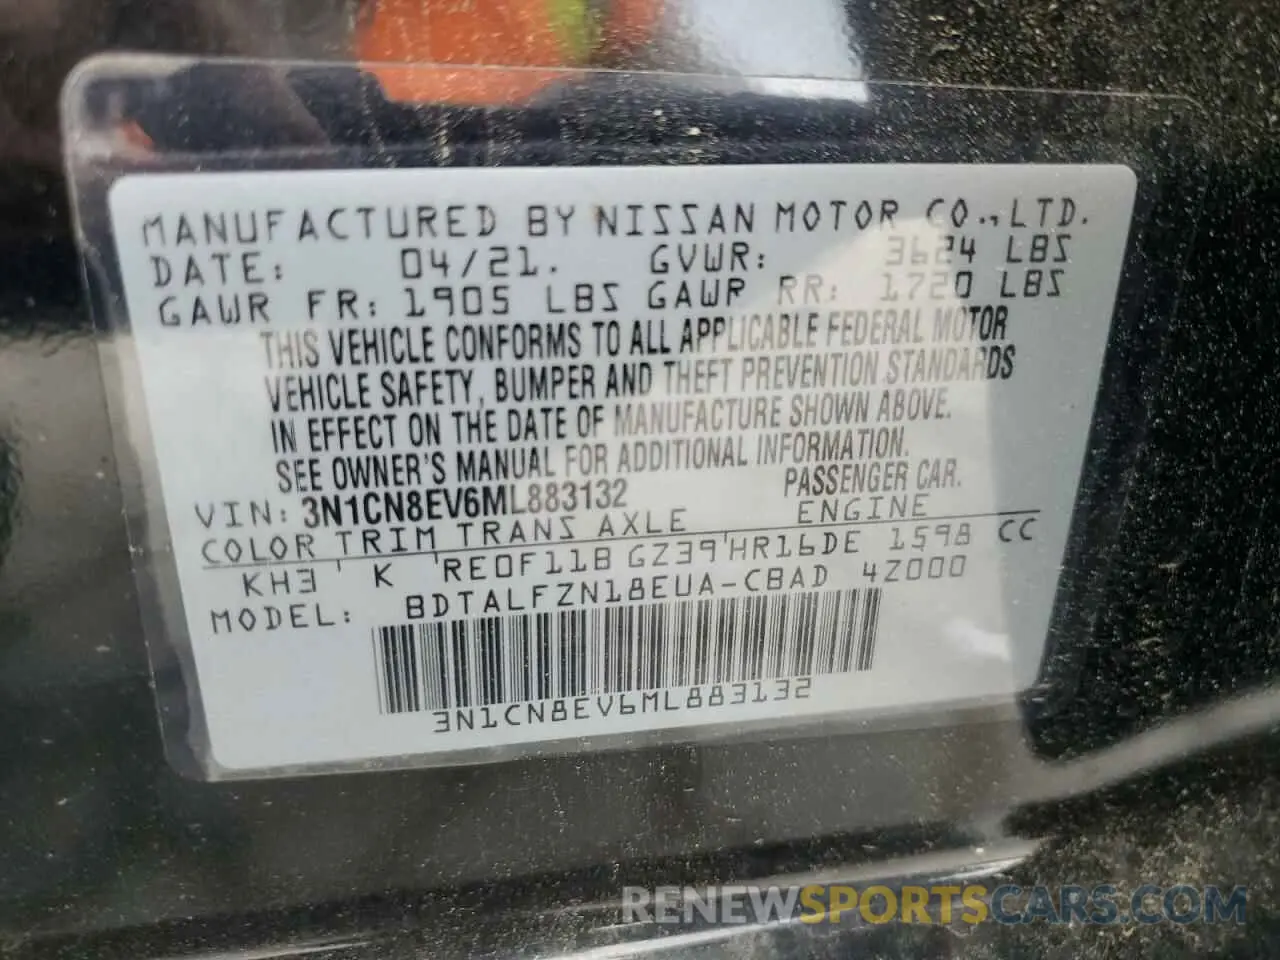 MANUFACTURED BY NISSAN MOTOR CO., LTD.
DATE: 04/21. GVWR: 3624 LBS
GAWR FR: 1905 LBS GAWR RR: 1720 LBS
THIS VEHICLE CONFORMS TO ALL APPLICABLE FEDERAL MOTOR
VEHICLE SAFETY, BUMPER AND THEFT PREVENTION STANDARDS
IN EFFECT ON THE DATE OF MANUFACTURE SHOWN ABOVE.
SEE OWNER'S MANUAL FOR ADDITIONAL INFORMATION.
VIN: 3N1CN8EV6ML883132 PASSENGER CAR.
COLOR TRIM TRANS AXLE ENGINE
KH3 ' K ' RE0F11B GZ39 ' HR16DE 1598 CC
MODEL: BDTALFZN18EUA-CBAD 4Z000
3N1CN8EV6ML883132
RENEWSPORTSCARS.COM